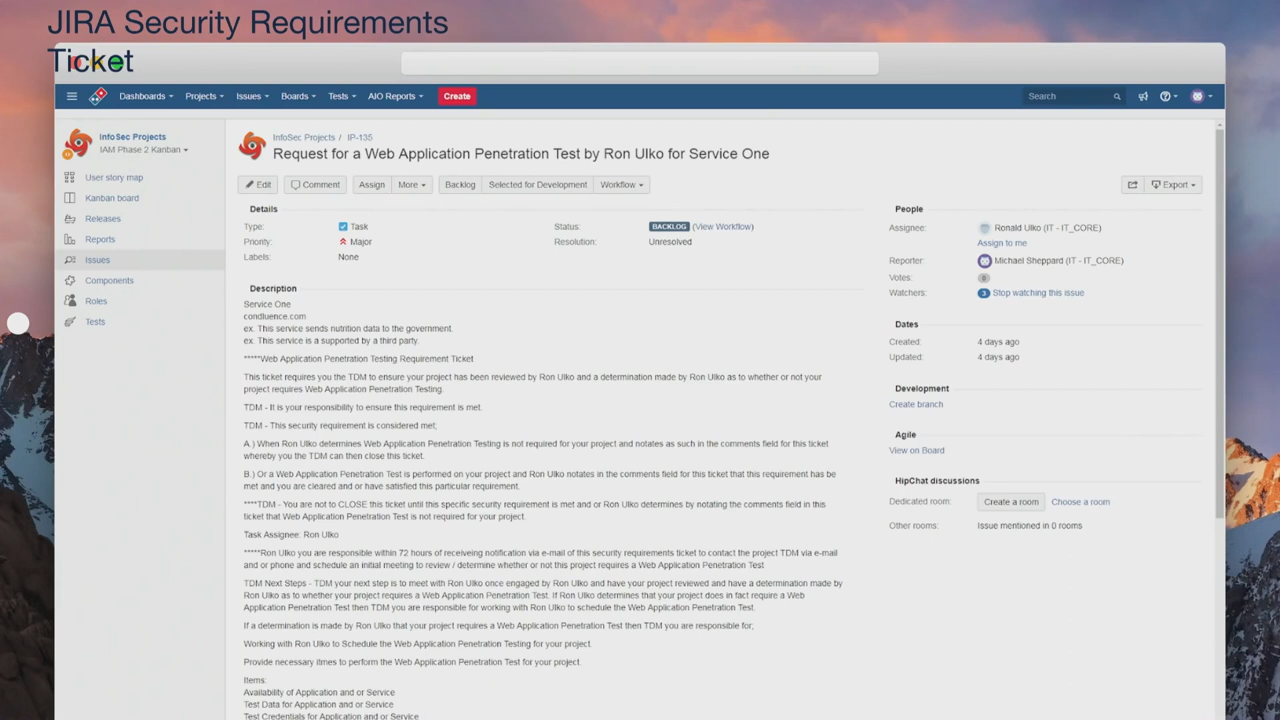 JIRA Security Requirements
Ticket
Dashboards Projects Issues Boards Tests AIO Reports Create Search
InfoSec Projects
IAM Phase 2 Kanban
User story map
Kanban board
Releases
Reports
Issues
Components
Roles
Tests
InfoSec Projects / IP-135
Request for a Web Application Penetration Test by Ron Ulko for Service One
Edit Comment Assign More Backlog Selected for Development Workflow Export
Details
Type: Task Status: BACKLOG (View Workflow)
Priority: Major Resolution: Unresolved
Labels: None
Description
Service One
condluence.com
ex. This service sends nutrition data to the government.
ex. This service is a supported by a third party.
*****Web Application Penetration Testing Requirement Ticket
This ticket requires you the TDM to ensure your project has been reviewed by Ron Ulko and a determination made by Ron Ulko as to whether or not your
project requires Web Application Penetration Testing.
TDM - It is your responsibility to ensure this requirement is met.
TDM - This security requirement is considered met;
A.) When Ron Ulko determines Web Application Penetration Testing is not required for your project and notates as such in the comments field for this ticket
whereby you the TDM can then close this ticket.
B.) Or a Web Application Penetration Test is performed on your project and Ron Ulko notates in the comments field for this ticket that this requirement has be
met and you are cleared and or have satisfied this particular requirement.
****TDM - You are not to CLOSE this ticket until this specific security requirement is met and or Ron Ulko determines by notating the comments field in this
ticket that Web Application Penetration Test is not required for your project.
Task Assignee: Ron Ulko
*****Ron Ulko you are responsible within 72 hours of receiveing notification via e-mail of this security requirements ticket to contact the project TDM via e-mail
and or phone and schedule an initial meeting to review / determine whether or not this project requires a Web Application Penetration Test
TDM Next Steps - TDM your next step is to meet with Ron Ulko once engaged by Ron Ulko and have your project reviewed and have a determination made by
Ron Ulko as to whether your project requires a Web Application Penetration Test. If Ron Ulko determines that your project does in fact require a Web
Application Penetration Test then TDM you are responsible for working with Ron Ulko to schedule the Web Application Penetration Test.
If a determination is made by Ron Ulko that your project requires a Web Application Penetration Test then TDM you are responsible for;
Working with Ron Ulko to Schedule the Web Application Penetration Testing for your project
Provide necessary itmes to perform the Web Application Penetration Test for your project.
Items:
Availability of Application and or Service
Test Data for Application and or Service
Test Credentials for Application and or Service
People
Assignee: Ronald Ulko (IT - IT_CORE)
Assign to me
Reporter: Michael Sheppard (IT - IT_CORE)
Votes: 0
Watchers: 3 Stop watching this issue
Dates
Created: 4 days ago
Updated: 4 days ago
Development
Create branch
Agile
View on Board
HipChat discussions
Dedicated room: Create a room Choose a room
Other rooms: Issue mentioned in 0 rooms